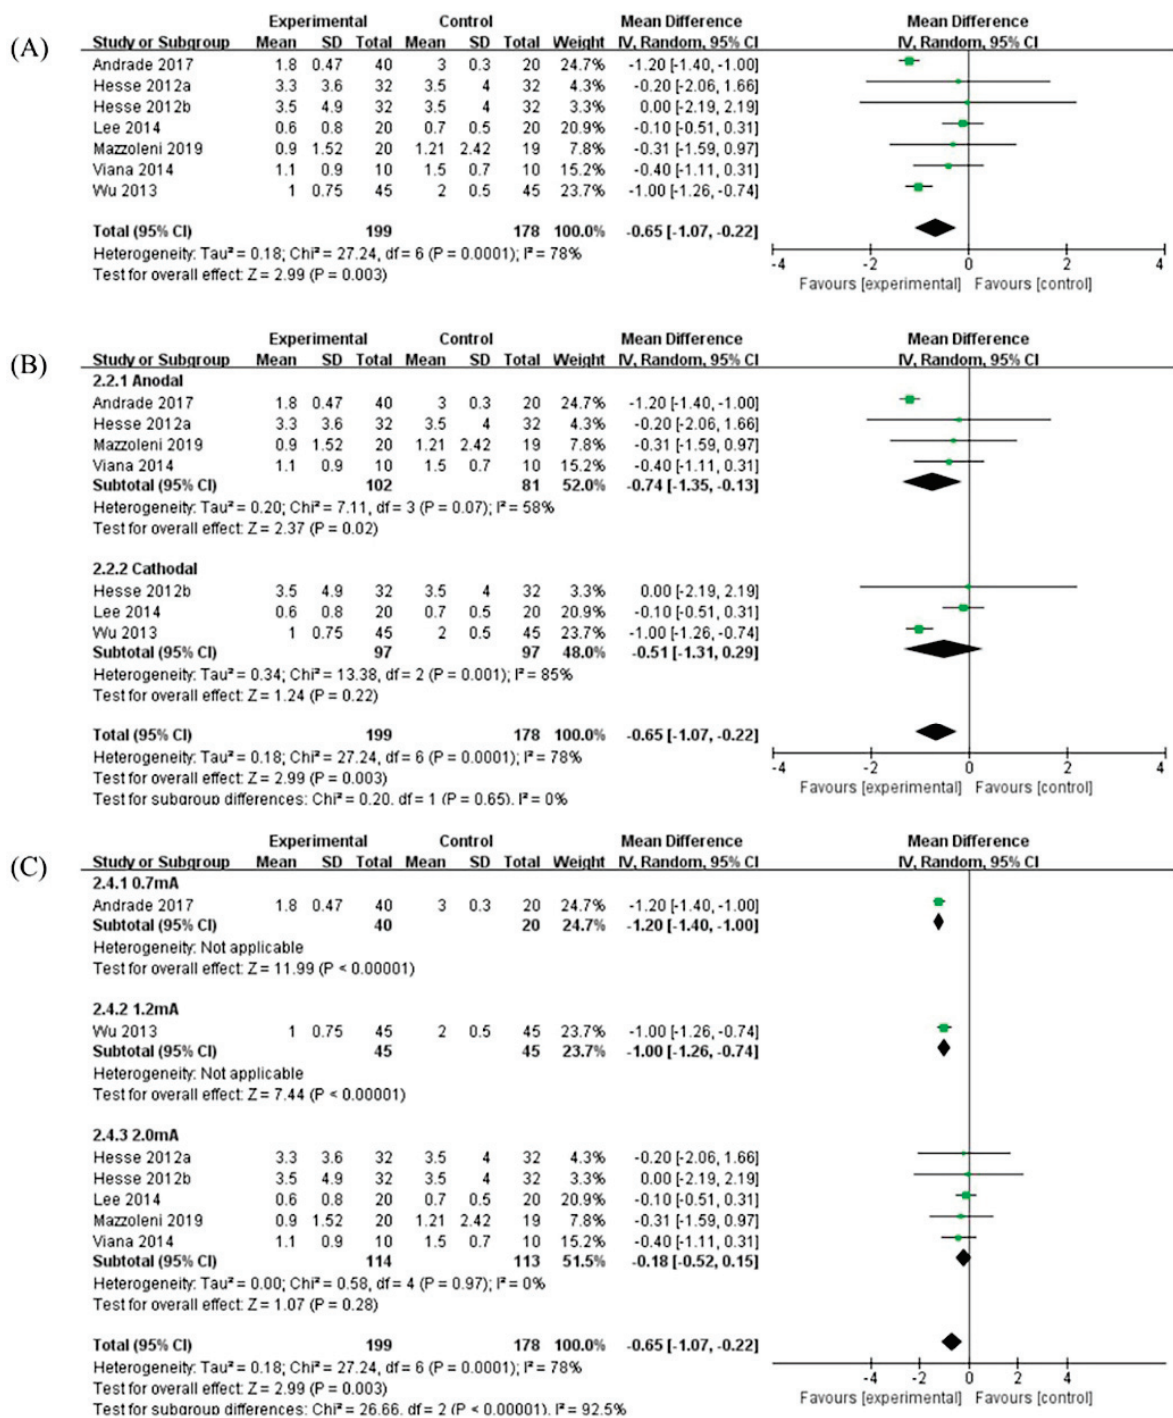 (A)
Experimental Control Mean Difference Mean Difference
Study or Subgroup Mean SD Total Mean SD Total Weight IV, Random, 95% CI IV, Random, 95% CI
Andrade 2017 1.8 0.47 40 3 0.3 20 24.7% -1.20 [-1.40, -1.00]
Hesse 2012a 3.3 3.6 32 3.5 4 32 4.3% -0.20 [-2.06, 1.66]
Hesse 2012b 3.5 4.9 32 3.5 4 32 3.3% 0.00 [-2.19, 2.19]
Lee 2014 0.6 0.8 20 0.7 0.5 20 20.9% -0.10 [-0.51, 0.31]
Mazzoleni 2019 0.9 1.52 20 1.21 2.42 19 7.8% -0.31 [-1.59, 0.97]
Viana 2014 1.1 0.9 10 1.5 0.7 10 15.2% -0.40 [-1.11, 0.31]
Wu 2013 1 0.75 45 2 0.5 45 23.7% -1.00 [-1.26, -0.74]
Total (95% CI) 199 178 100.0% -0.65 [-1.07, -0.22]
Heterogeneity: Tau² = 0.18; Chi² = 27.24, df = 6 (P = 0.0001); I² = 78%
Test for overall effect: Z = 2.99 (P = 0.003)
-4 -2 0 2 4
Favours [experimental] Favours [control]
(B)
Experimental Control Mean Difference Mean Difference
Study or Subgroup Mean SD Total Mean SD Total Weight IV, Random, 95% CI IV, Random, 95% CI
2.2.1 Anodal
Andrade 2017 1.8 0.47 40 3 0.3 20 24.7% -1.20 [-1.40, -1.00]
Hesse 2012a 3.3 3.6 32 3.5 4 32 4.3% -0.20 [-2.06, 1.66]
Mazzoleni 2019 0.9 1.52 20 1.21 2.42 19 7.8% -0.31 [-1.59, 0.97]
Viana 2014 1.1 0.9 10 1.5 0.7 10 15.2% -0.40 [-1.11, 0.31]
Subtotal (95% CI) 102 81 52.0% -0.74 [-1.35, -0.13]
Heterogeneity: Tau² = 0.20; Chi² = 7.11, df = 3 (P = 0.07); I² = 58%
Test for overall effect: Z = 2.37 (P = 0.02)
2.2.2 Cathodal
Hesse 2012b 3.5 4.9 32 3.5 4 32 3.3% 0.00 [-2.19, 2.19]
Lee 2014 0.6 0.8 20 0.7 0.5 20 20.9% -0.10 [-0.51, 0.31]
Wu 2013 1 0.75 45 2 0.5 45 23.7% -1.00 [-1.26, -0.74]
Subtotal (95% CI) 97 97 48.0% -0.51 [-1.31, 0.29]
Heterogeneity: Tau² = 0.34; Chi² = 13.38, df = 2 (P = 0.001); I² = 85%
Test for overall effect: Z = 1.24 (P = 0.22)
Total (95% CI) 199 178 100.0% -0.65 [-1.07, -0.22]
Heterogeneity: Tau² = 0.18; Chi² = 27.24, df = 6 (P = 0.0001); I² = 78%
Test for overall effect: Z = 2.99 (P = 0.003)
Test for subgroup differences: Chi² = 0.20, df = 1 (P = 0.65), I² = 0%
-4 -2 0 2 4
Favours [experimental] Favours [control]
(C)
Experimental Control Mean Difference Mean Difference
Study or Subgroup Mean SD Total Mean SD Total Weight IV, Random, 95% CI IV, Random, 95% CI
2.4.1 0.7mA
Andrade 2017 1.8 0.47 40 3 0.3 20 24.7% -1.20 [-1.40, -1.00]
Subtotal (95% CI) 40 20 24.7% -1.20 [-1.40, -1.00]
Heterogeneity: Not applicable
Test for overall effect: Z = 11.99 (P < 0.00001)
2.4.2 1.2mA
Wu 2013 1 0.75 45 2 0.5 45 23.7% -1.00 [-1.26, -0.74]
Subtotal (95% CI) 45 45 23.7% -1.00 [-1.26, -0.74]
Heterogeneity: Not applicable
Test for overall effect: Z = 7.44 (P < 0.00001)
2.4.3 2.0mA
Hesse 2012a 3.3 3.6 32 3.5 4 32 4.3% -0.20 [-2.06, 1.66]
Hesse 2012b 3.5 4.9 32 3.5 4 32 3.3% 0.00 [-2.19, 2.19]
Lee 2014 0.6 0.8 20 0.7 0.5 20 20.9% -0.10 [-0.51, 0.31]
Mazzoleni 2019 0.9 1.52 20 1.21 2.42 19 7.8% -0.31 [-1.59, 0.97]
Viana 2014 1.1 0.9 10 1.5 0.7 10 15.2% -0.40 [-1.11, 0.31]
Subtotal (95% CI) 114 113 51.5% -0.18 [-0.52, 0.15]
Heterogeneity: Tau² = 0.00; Chi² = 0.58, df = 4 (P = 0.97); I² = 0%
Test for overall effect: Z = 1.07 (P = 0.28)
Total (95% CI) 199 178 100.0% -0.65 [-1.07, -0.22]
Heterogeneity: Tau² = 0.18; Chi² = 27.24, df = 6 (P = 0.0001); I² = 78%
Test for overall effect: Z = 2.99 (P = 0.003)
Test for subgroup differences: Chi² = 26.66, df = 2 (P < 0.00001), I² = 92.5%
-4 -2 0 2 4
Favours [experimental] Favours [control]